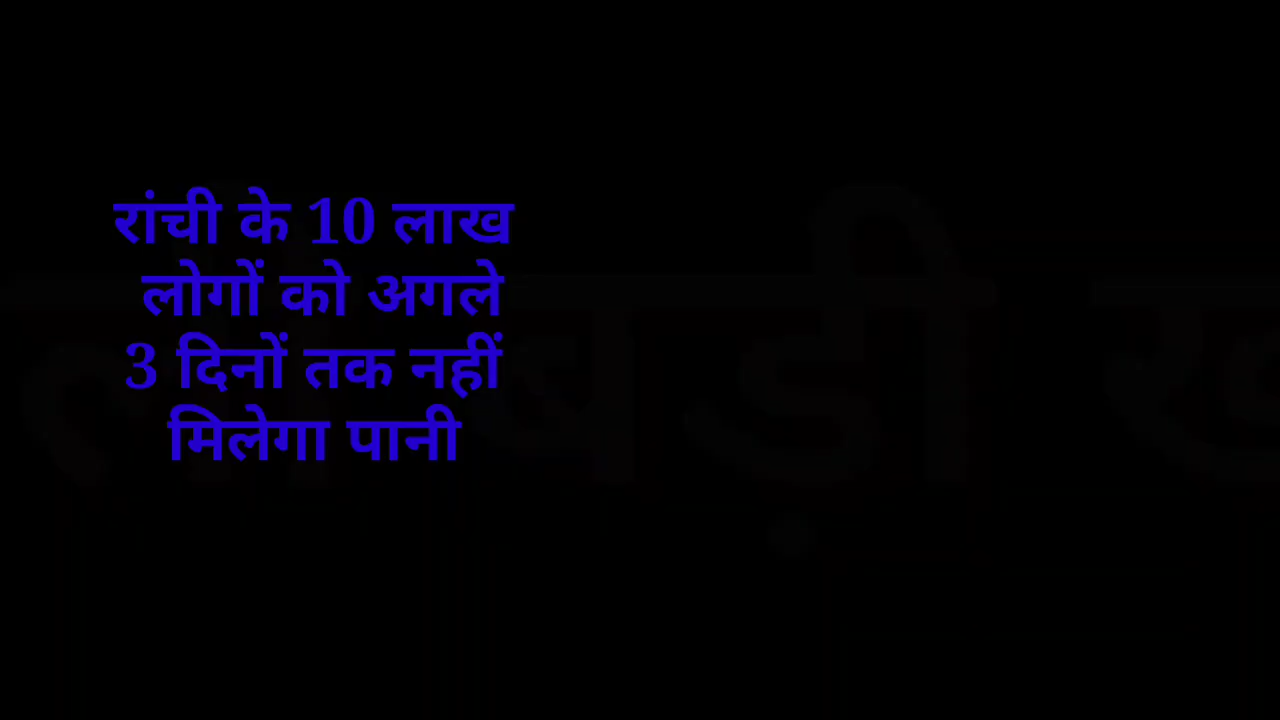 रांची के 10 लाख
लोगों को अगले
3 दिनों तक नहीं
मिलेगा पानी